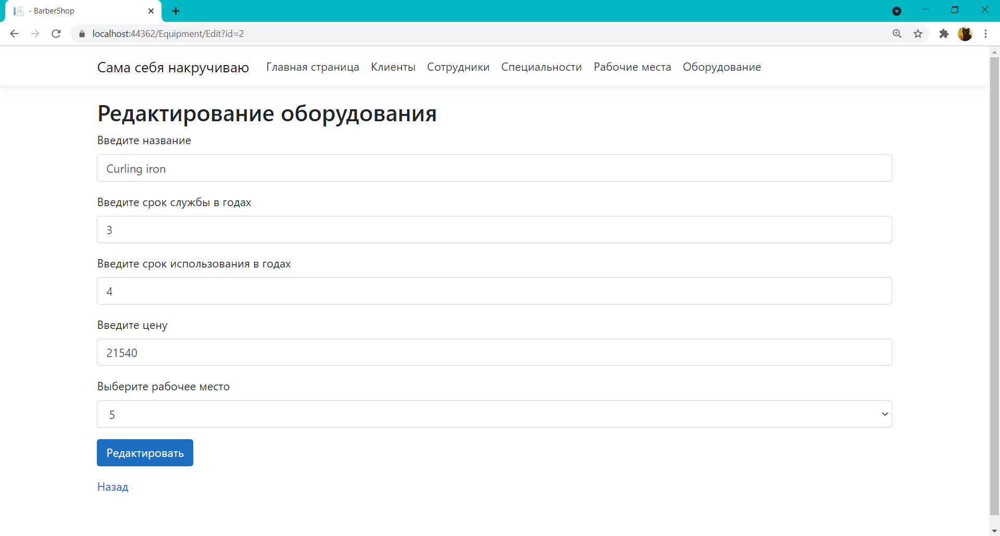 - BarberShop
localhost:44362/Equipment/Edit?id=2
Сама себя накручиваю Главная страница Клиенты Сотрудники Специальности Рабочие места Оборудование
Редактирование оборудования
Введите название
Curling iron
Введите срок службы в годах
3
Введите срок использования в годах
4
Введите цену
21540
Выберите рабочее место
5
Редактировать
Назад